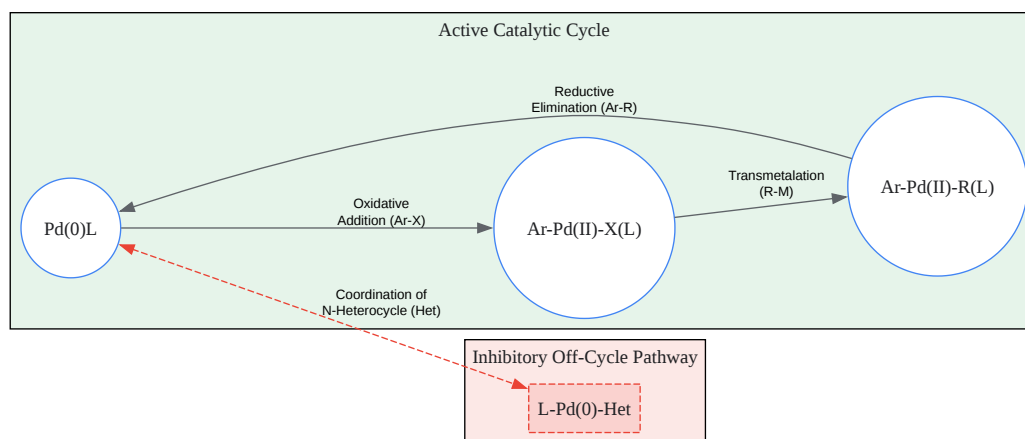 Active Catalytic Cycle
Reductive
Elimination (Ar-R)
Transmetalation
(R-M)
Ar-Pd(II)-R(L)
Oxidative
Addition (Ar-X)
Pd(0)L
Ar-Pd(II)-X(L)
Coordination of
N-Heterocycle (Het)
Inhibitory Off-Cycle Pathway
L-Pd(0)-Het